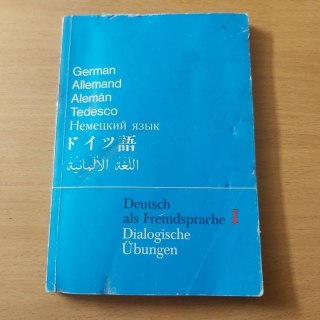 German
Allemand
Alemán
Tedesco
Немецкий язык
ドイツ語
اللغة الألمانية
Deutsch
als Fremdsprache I
Dialogische
Übungen